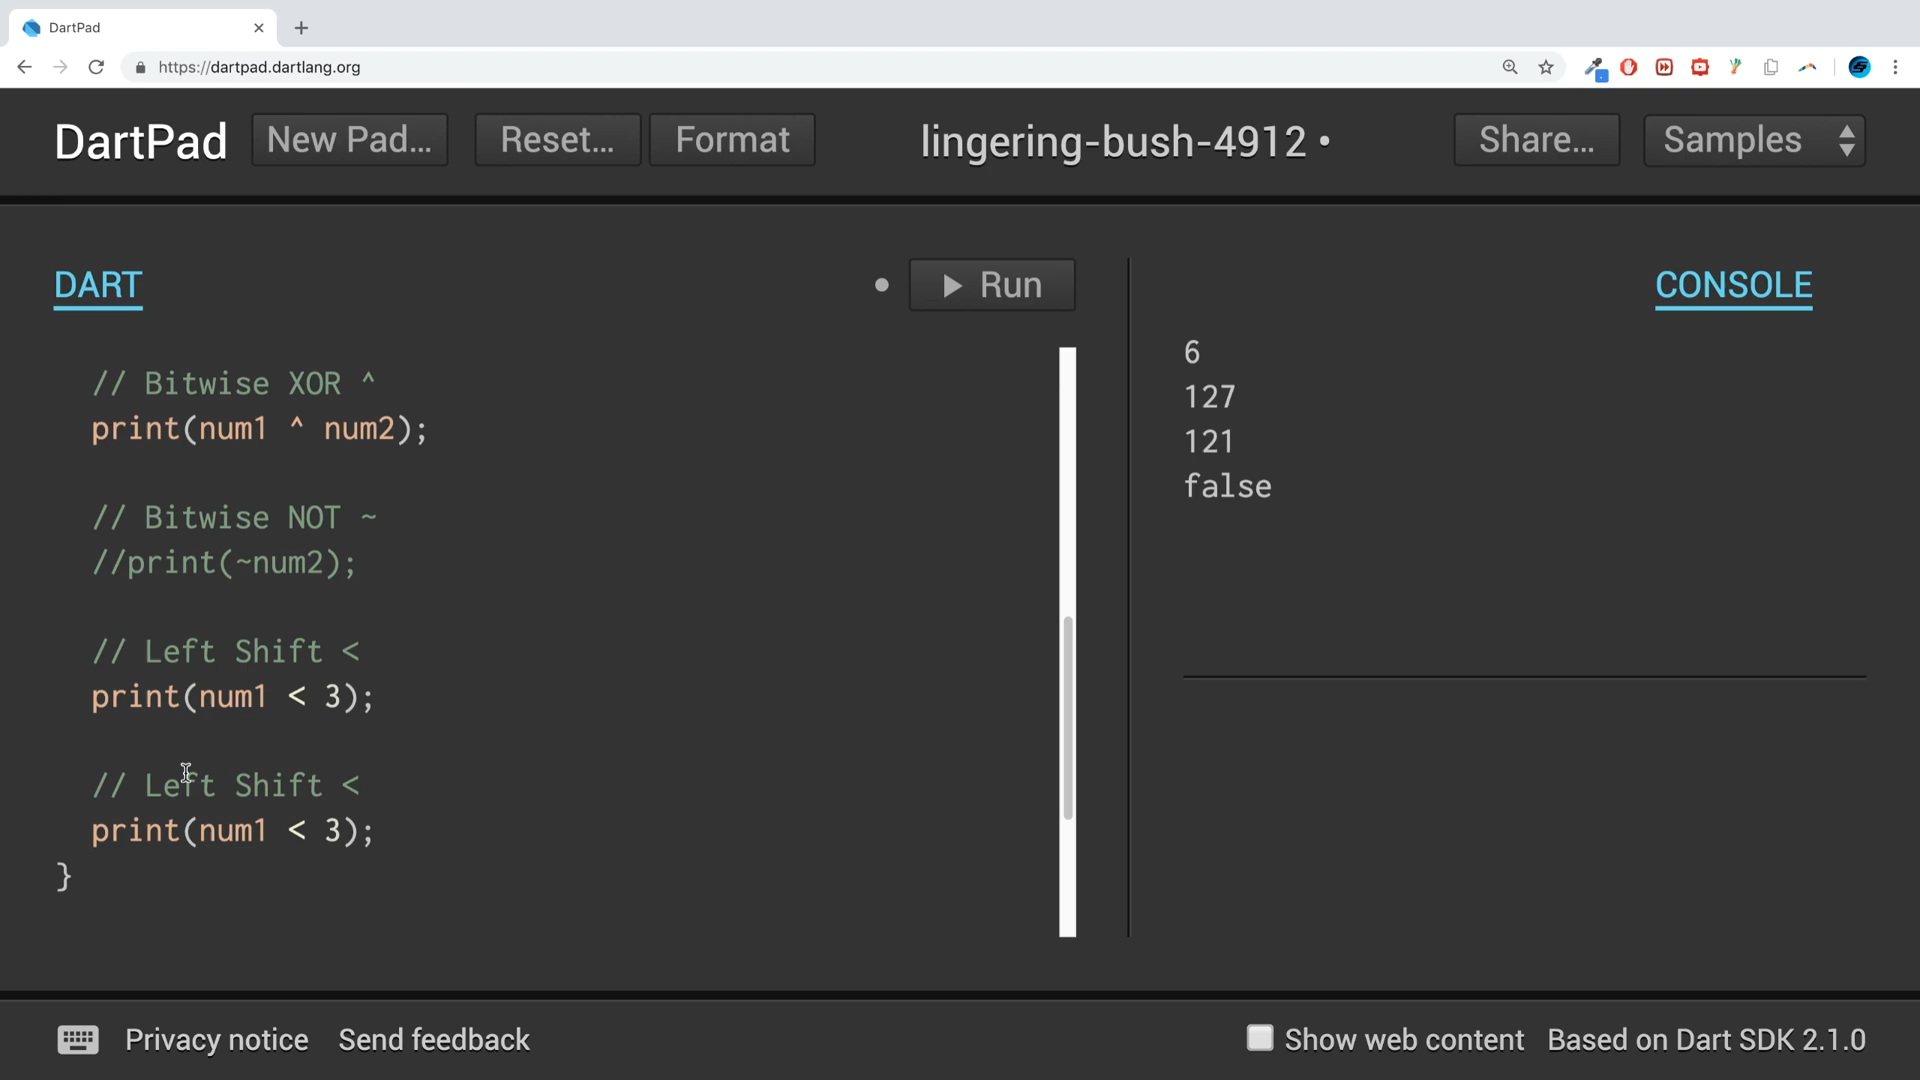 DartPad
https://dartpad.dartlang.org
DartPad New Pad... Reset... Format lingering-bush-4912 • Share... Samples
DART Run CONSOLE
// Bitwise XOR ^
print(num1 ^ num2);
// Bitwise NOT ~
//print(~num2);
// Left Shift <
print(num1 < 3);
// Left Shift <
print(num1 < 3);
}
6
127
121
false
Privacy notice Send feedback Show web content Based on Dart SDK 2.1.0